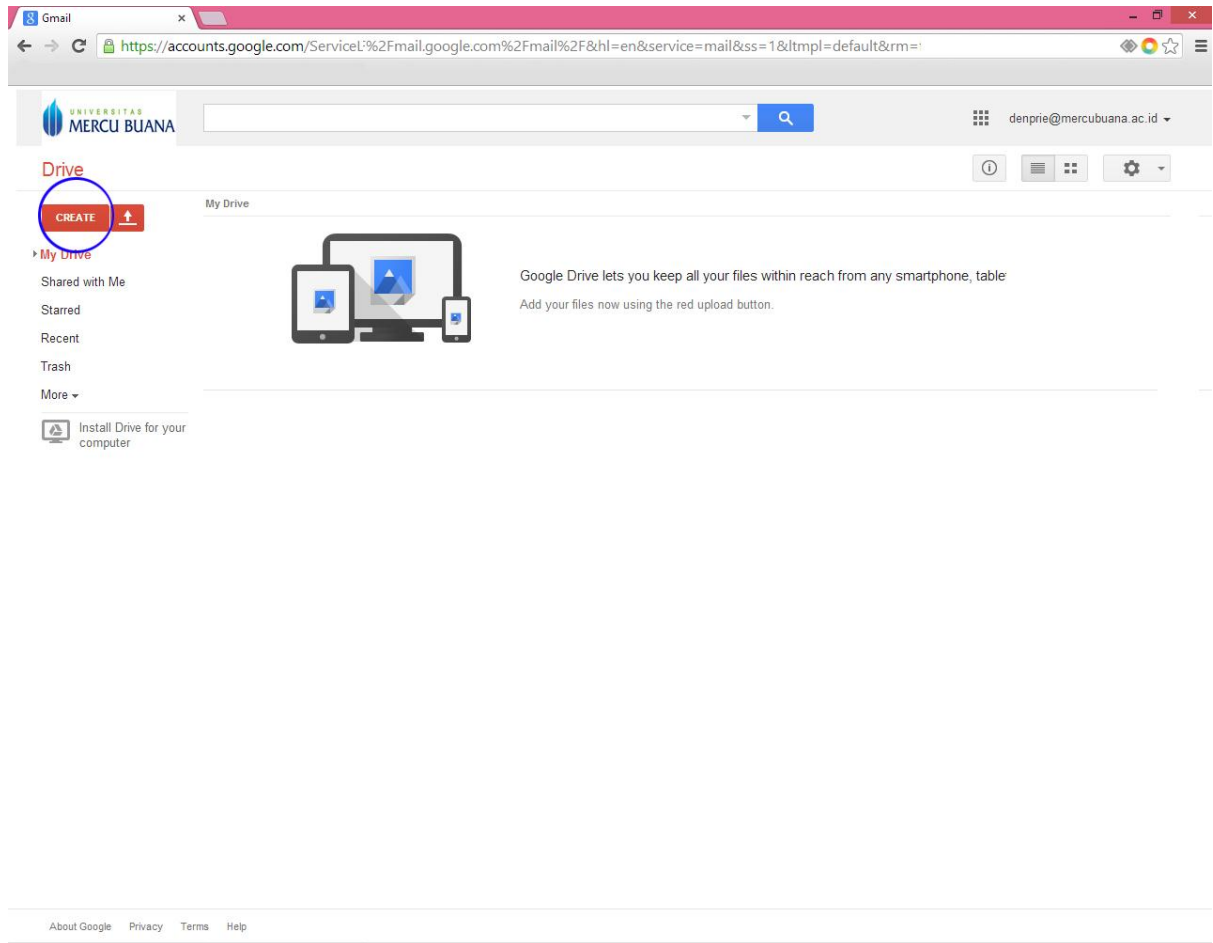 Gmail
https://accounts.google.com/ServiceL
%2Fmail.google.com%2Fmail%2F&hl=en&service=mail&ss=1&ltmpl=default&rm=
UNIVERSITAS
MERCU BUANA
denprie@mercubuana.ac.id
Drive
CREATE
My Drive
My Drive
Shared with Me
Starred
Recent
Trash
More
Install Drive for your
computer
Google Drive lets you keep all your files within reach from any smartphone,
Add your files now using the red upload button.
About Google Privacy Terms Help